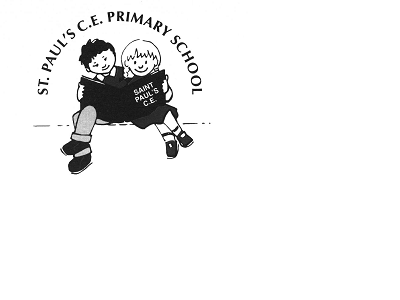 ST. PAUL'S C.E. PRIMARY SCHOOL
SAINT
PAUL'S
C.E.